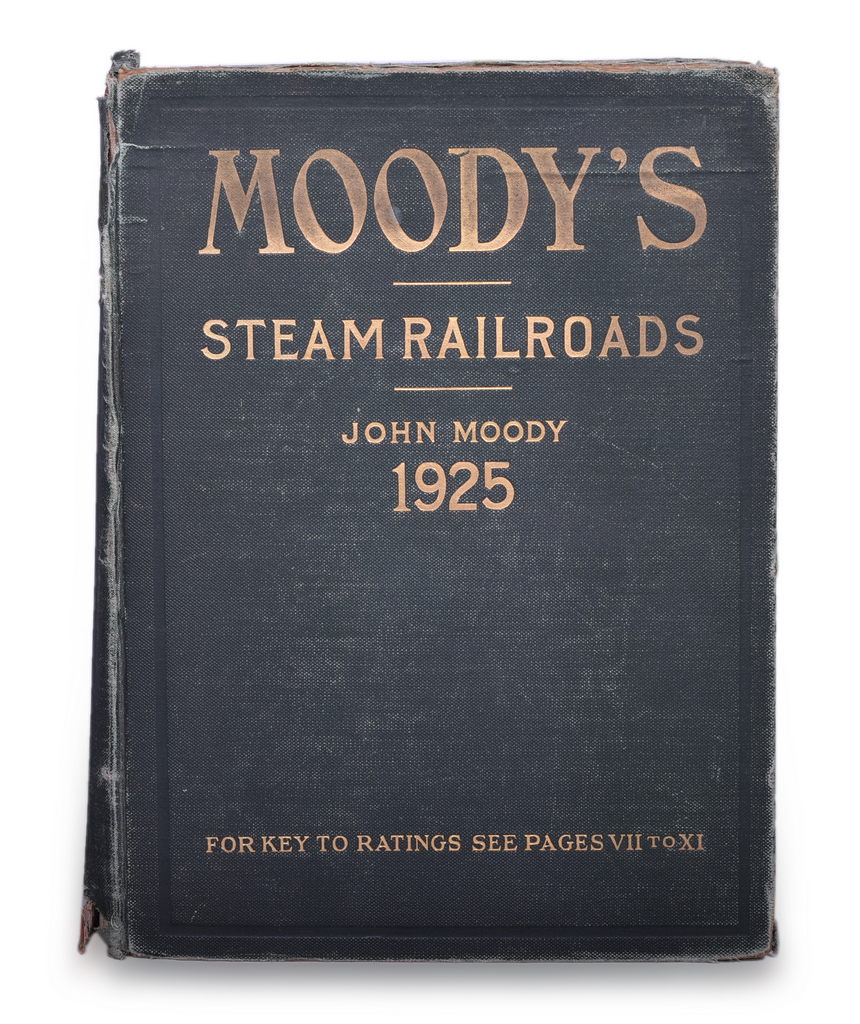 MOODY'S
STEAM RAILROADS
JOHN MOODY
1925
FOR KEY TO RATINGS SEE PAGES VII TO XI